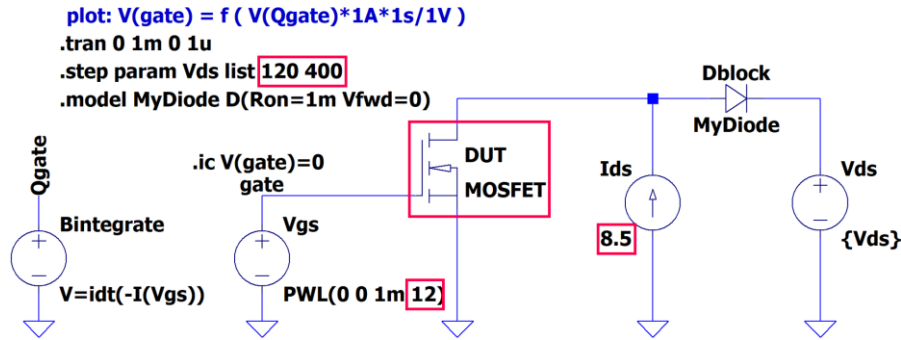 plot: V(gate) = f ( V(Qgate)*1A*1s/1V )
.tran 0 1m 0 1u
.step param Vds list 120 400
.model MyDiode D(Ron=1m Vfwd=0)
Dblock
MyDiode
Qgate
.ic V(gate)=0
gate
DUT
MOSFET
Ids
Vds
Bintegrate
Vgs
8.5
{Vds}
V=idt(-I(Vgs))
PWL(0 0 1m 12)